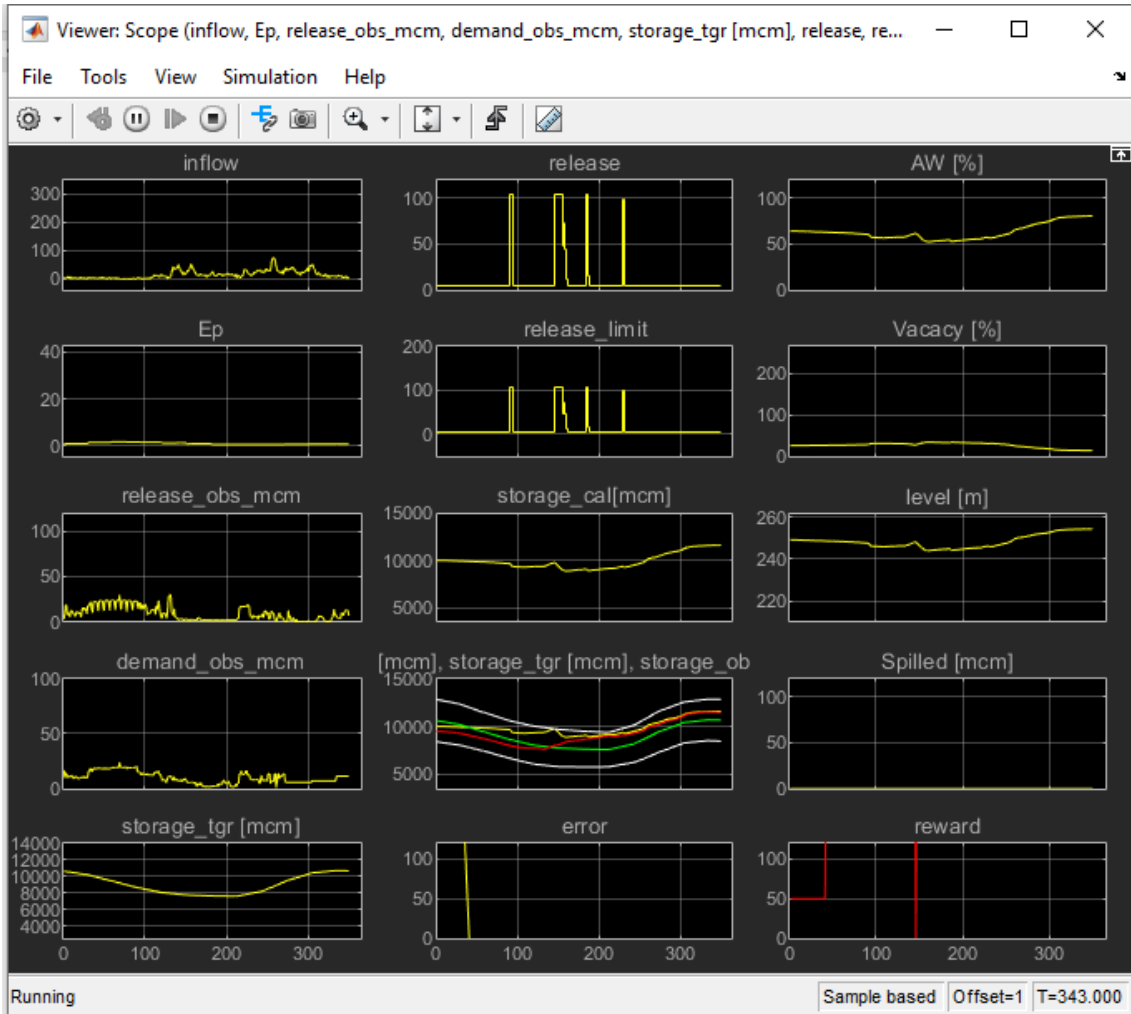 Viewer: Scope (inflow, Ep, release_obs_mcm, demand_obs_mcm, storage_tgr [mcm], release, re...
File Tools View Simulation Help
inflow
300
200
100
0
release
100
50
0
AW [%]
100
50
0
Ep
40
20
0
release_limit
200
100
0
Vacacy [%]
200
100
0
release_obs_mcm
100
50
0
storage_cal[mcm]
15000
10000
5000
level [m]
260
240
220
demand_obs_mcm
100
50
0
[mcm], storage_tgr [mcm], storage_ob
15000
10000
5000
Spilled [mcm]
100
50
0
storage_tgr [mcm]
14000
12000
10000
8000
6000
4000
0 100 200 300
error
100
50
0
0 100 200 300
reward
100
50
0
0 100 200 300
Running
Sample based Offset=1 T=343.000